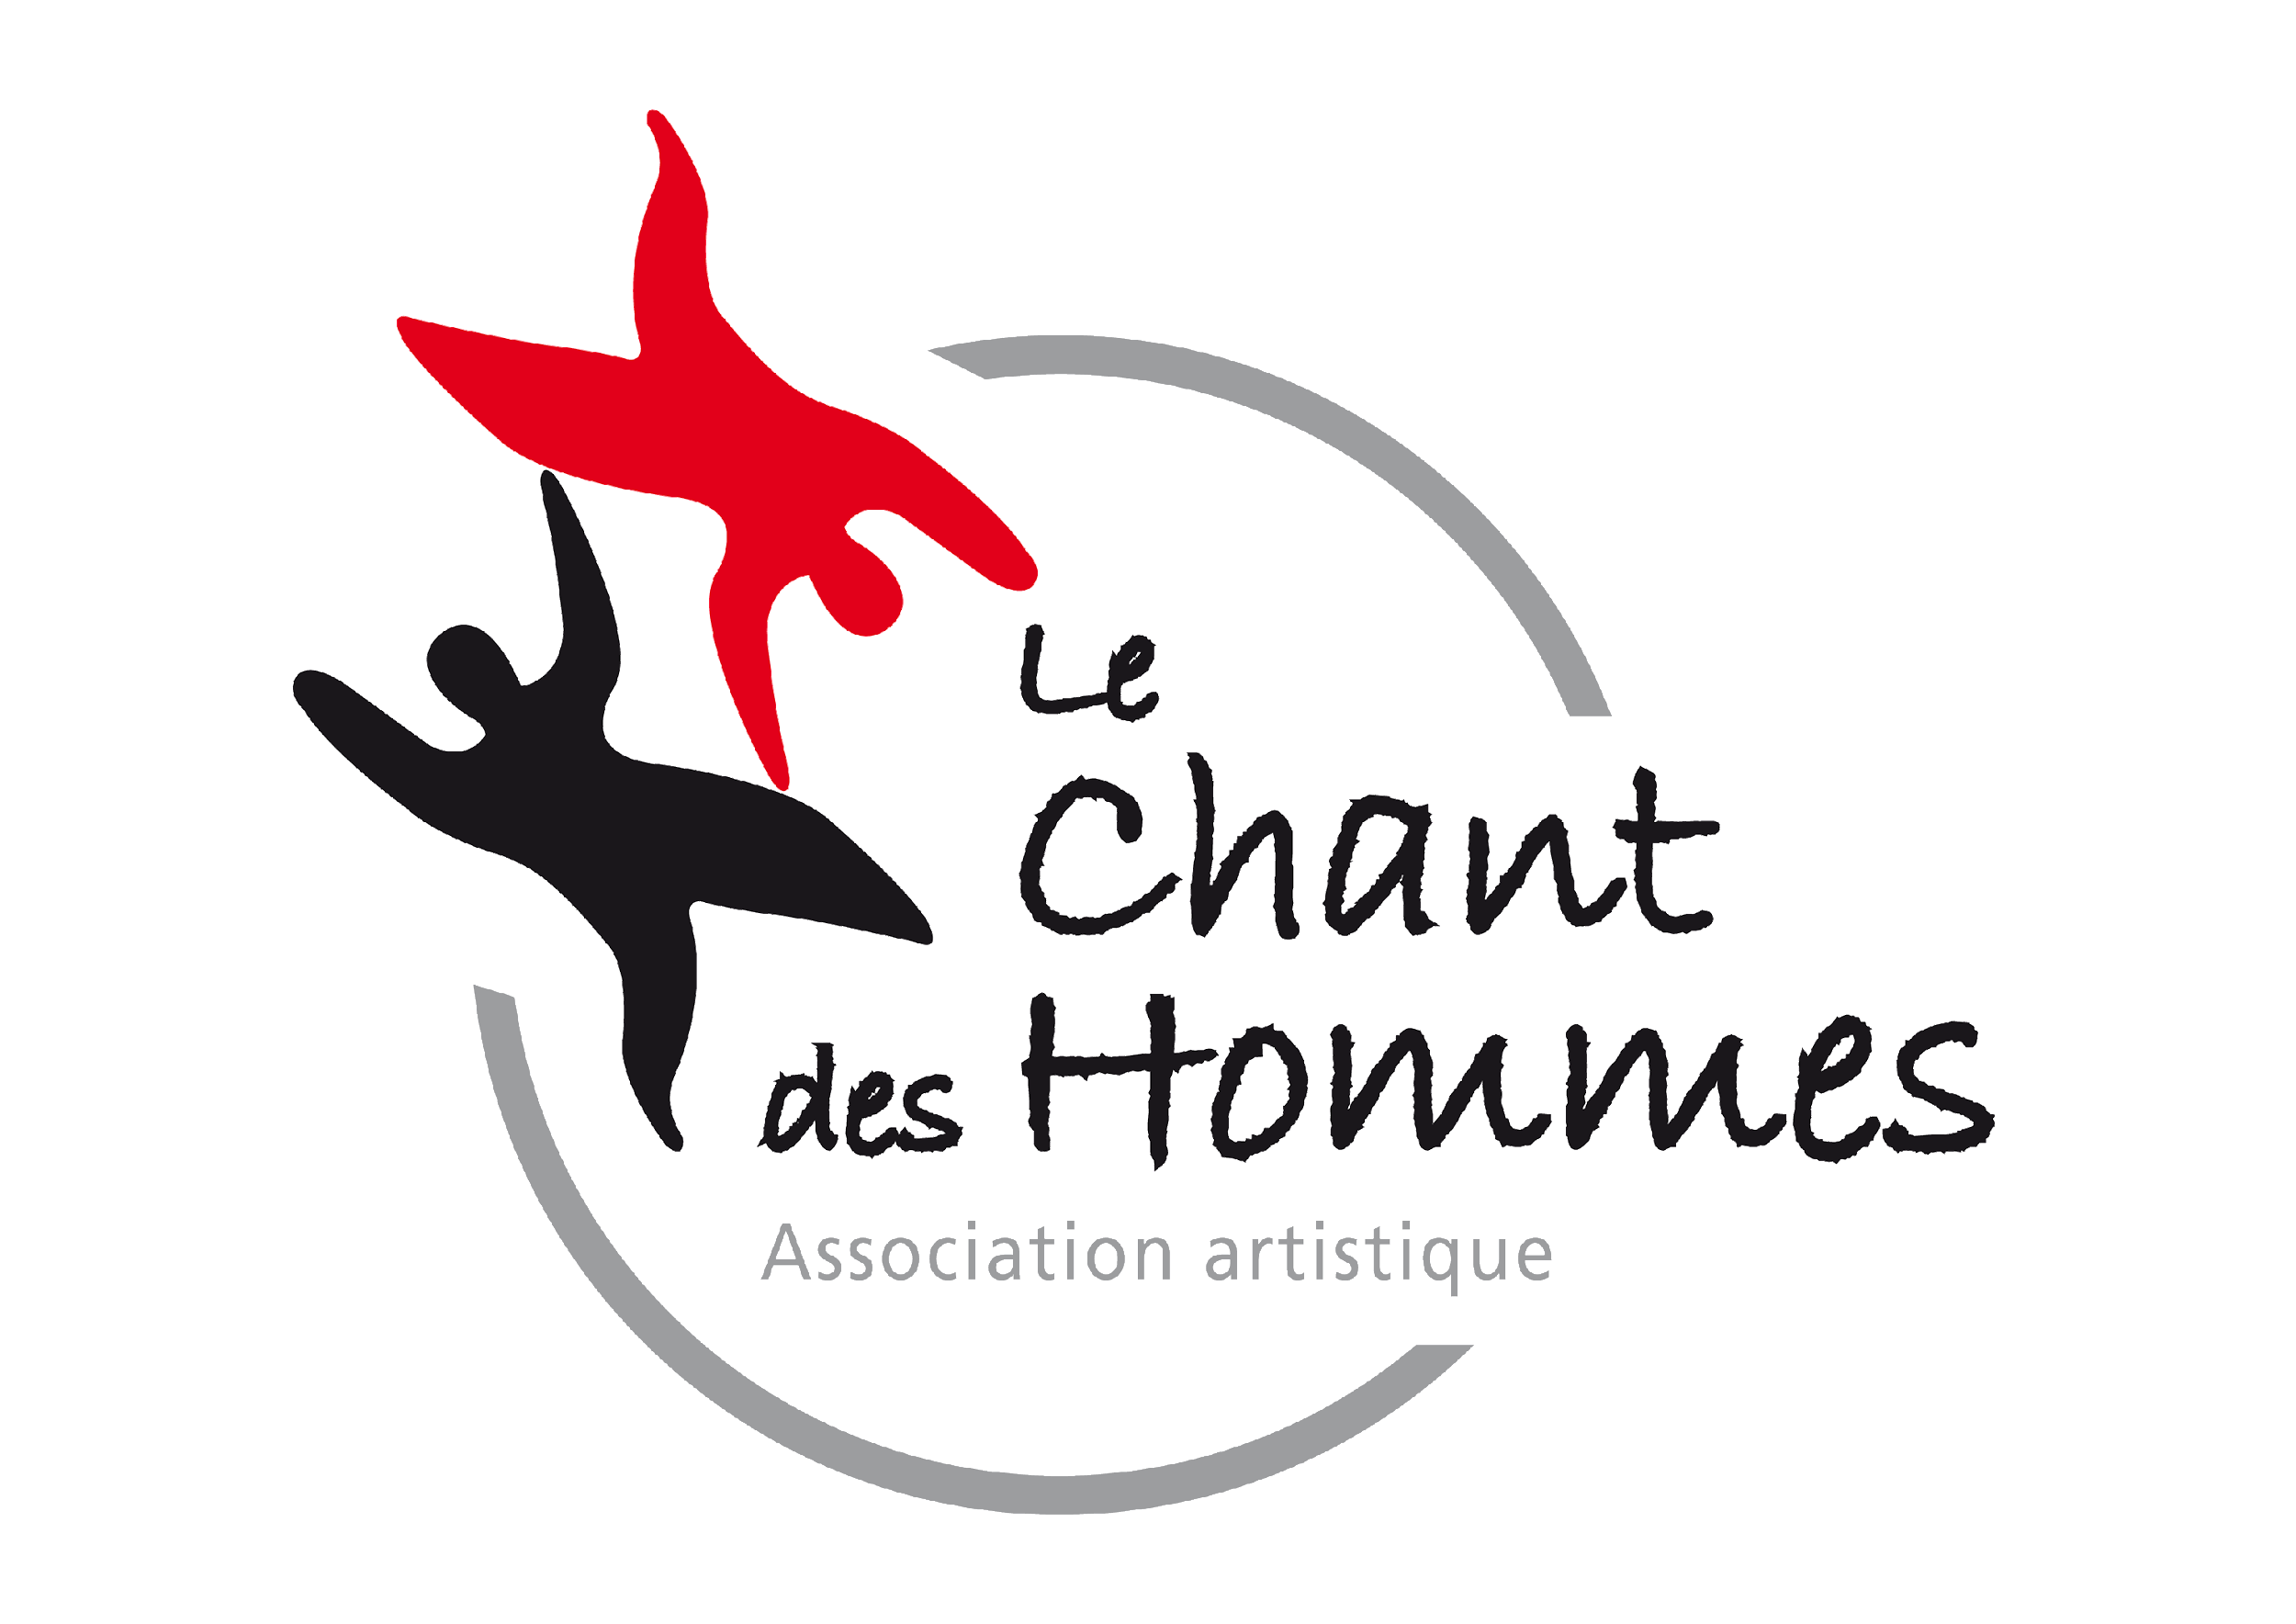 Le
Chant
des Hommes
Association artistique